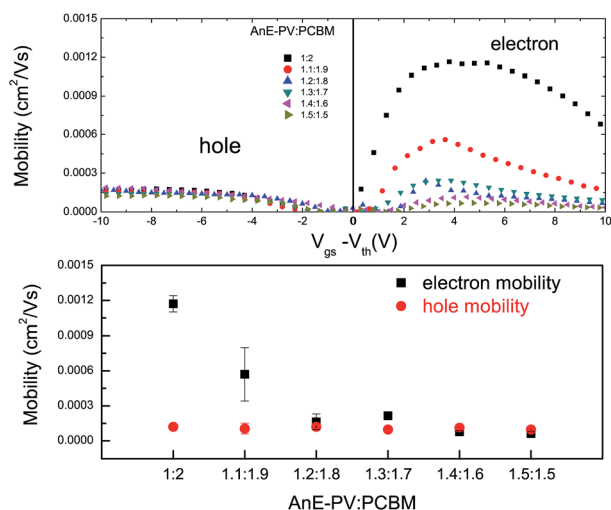 AnE-PV:PCBM
1:2
1.1:1.9
1.2:1.8
1.3:1.7
1.4:1.6
1.5:1.5
electron
hole
Mobility (cm²/Vs)
0.0015
0.0012
0.0009
0.0006
0.0003
0.0000
-10 -8 -6 -4 -2 0 0 2 4 6 8 10
Vgs -Vth(V)
electron mobility
hole mobility
Mobility (cm²/Vs)
0.0015
0.0012
0.0009
0.0006
0.0003
0.0000
1:2 1.1:1.9 1.2:1.8 1.3:1.7 1.4:1.6 1.5:1.5
AnE-PV:PCBM